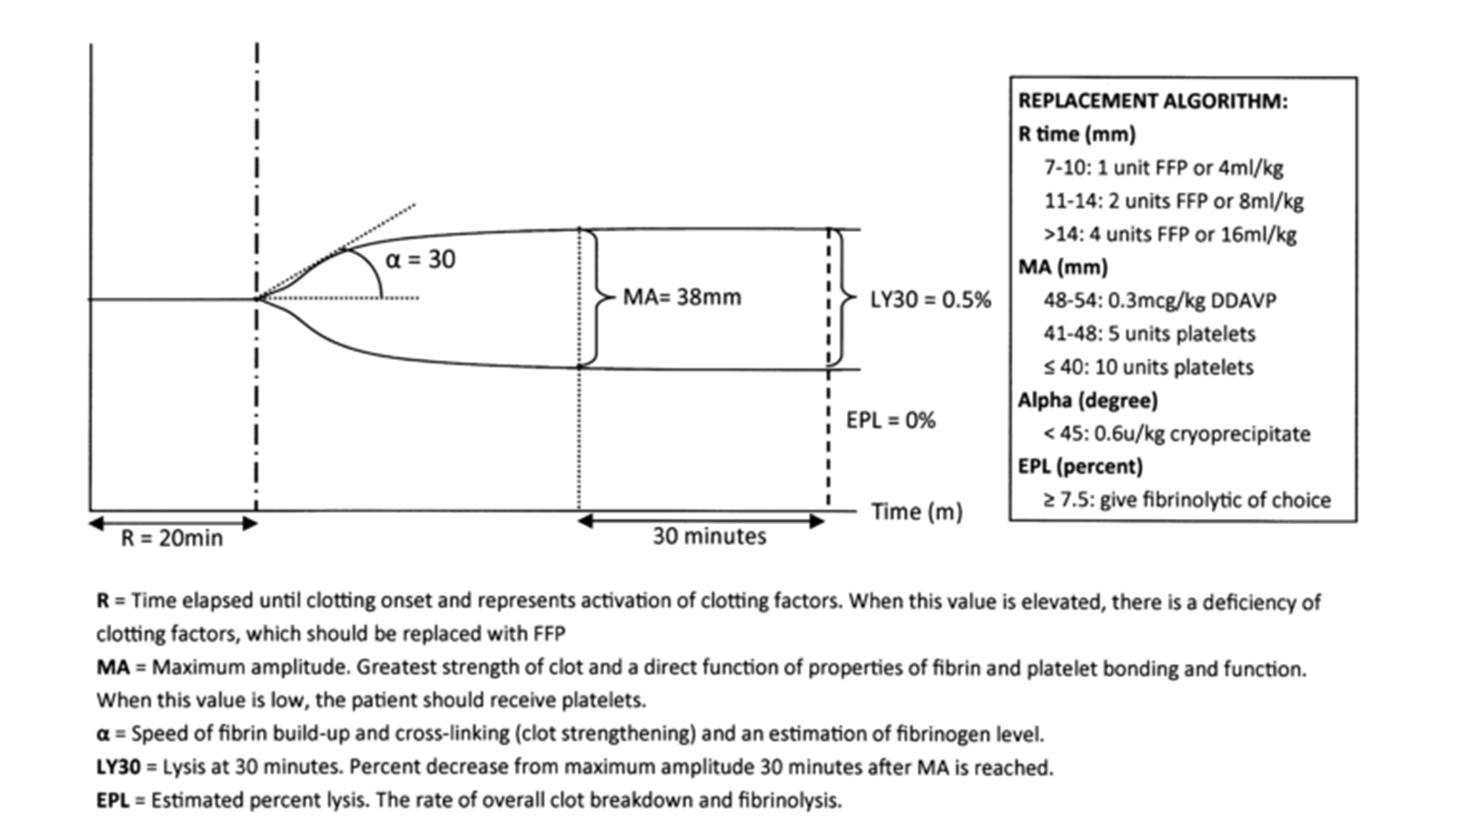 α = 30
MA= 38mm
LY30 = 0.5%
EPL = 0%
Time (m)
R = 20min
30 minutes
REPLACEMENT ALGORITHM:
R time (mm)
7-10: 1 unit FFP or 4ml/kg
11-14: 2 units FFP or 8ml/kg
>14: 4 units FFP or 16ml/kg
MA (mm)
48-54: 0.3mcg/kg DDAVP
41-48: 5 units platelets
≤ 40: 10 units platelets
Alpha (degree)
< 45: 0.6u/kg cryoprecipitate
EPL (percent)
≥ 7.5: give fibrinolytic of choice
R = Time elapsed until clotting onset and represents activation of clotting factors. When this value is elevated, there is a deficiency of
clotting factors, which should be replaced with FFP
MA = Maximum amplitude. Greatest strength of clot and a direct function of properties of fibrin and platelet bonding and function.
When this value is low, the patient should receive platelets.
α = Speed of fibrin build-up and cross-linking (clot strengthening) and an estimation of fibrinogen level.
LY30 = Lysis at 30 minutes. Percent decrease from maximum amplitude 30 minutes after MA is reached.
EPL = Estimated percent lysis. The rate of overall clot breakdown and fibrinolysis.